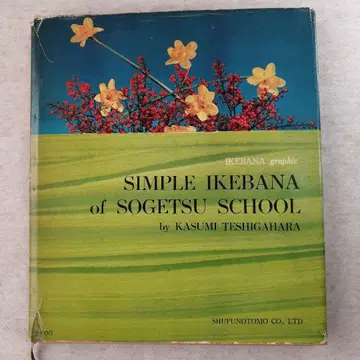 IKEBANA graphic
SIMPLE IKEBANA
of SOGETSU SCHOOL
by KASUMI TESHIGAHARA
SHUFUNOTOMO CO., LTD